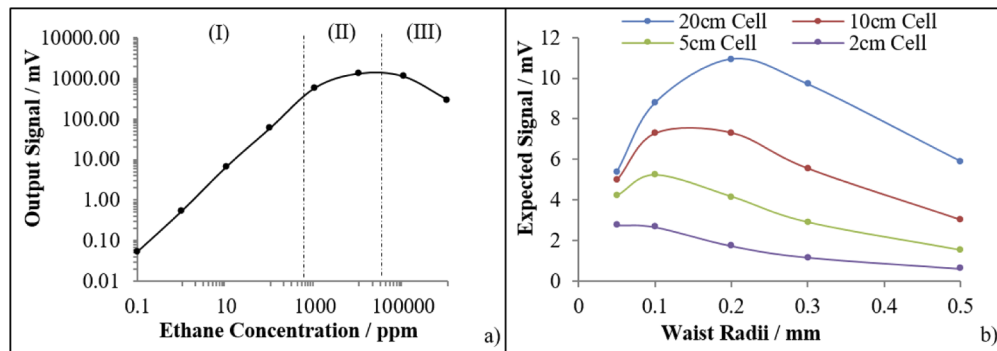 (I) (II) (III)
Output Signal / mV
10000.00
1000.00
100.00
10.00
1.00
0.10
0.01
0.1 10 1000 100000
Ethane Concentration / ppm
a)
20cm Cell 10cm Cell
5cm Cell 2cm Cell
Expected Signal / mV
12
10
8
6
4
2
0
0 0.1 0.2 0.3 0.4 0.5
Waist Radii / mm
b)